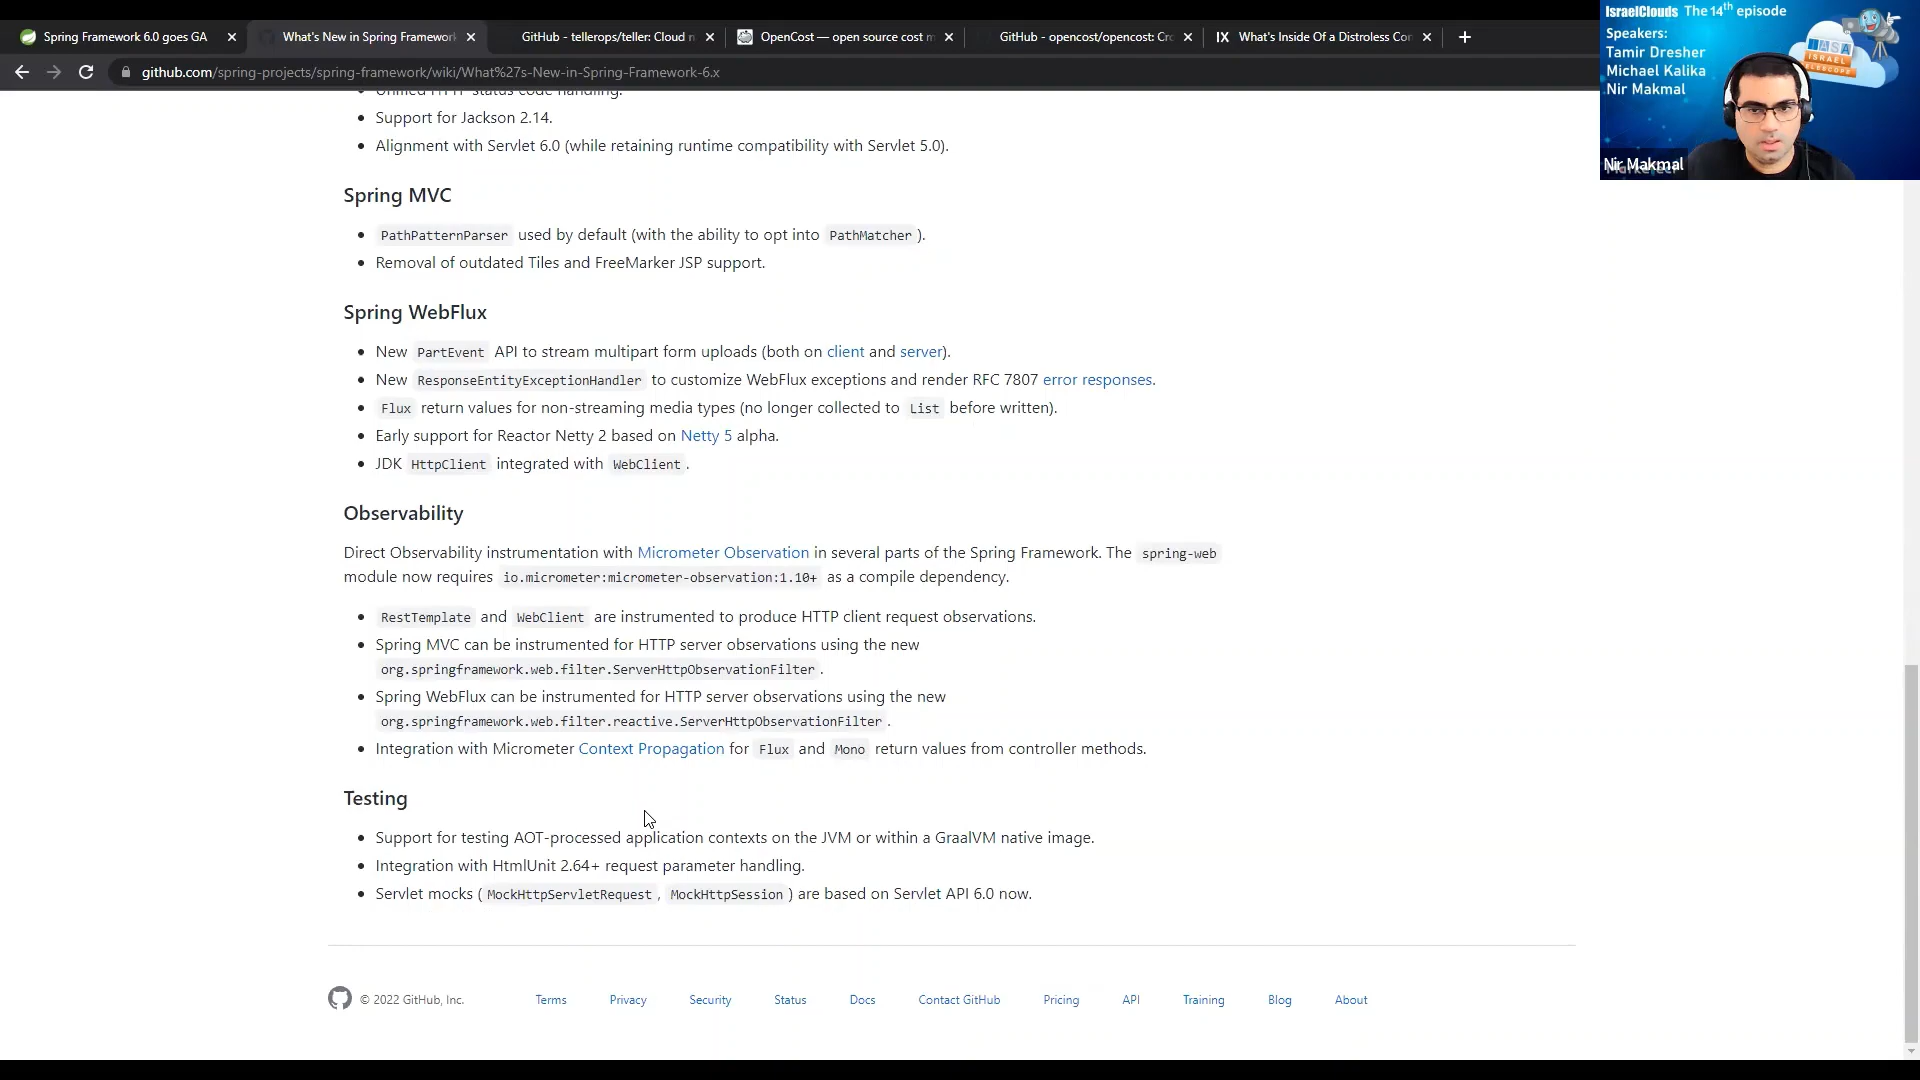 Spring Framework 6.0 goes GA
What's New in Spring Framework
GitHub - tellerops/teller: Cloud n
OpenCost — open source cost m
GitHub - opencost/opencost: Cro
IX What's Inside Of a Distroless Con
github.com/spring-projects/spring-framework/wiki/What%27s-New-in-Spring-Framework-6.x
IsraelClouds The 14th episode
Speakers:
Tamir Dresher
Michael Kalika
Nir Makmal
IASA
ISRAEL
Nir Makmal
Unified HTTP status code handling.
Support for Jackson 2.14.
Alignment with Servlet 6.0 (while retaining runtime compatibility with Servlet 5.0).
Spring MVC
PathPatternParser used by default (with the ability to opt into PathMatcher ).
Removal of outdated Tiles and FreeMarker JSP support.
Spring WebFlux
New PartEvent API to stream multipart form uploads (both on client and server).
New ResponseEntityExceptionHandler to customize WebFlux exceptions and render RFC 7807 error responses.
Flux return values for non-streaming media types (no longer collected to List before written).
Early support for Reactor Netty 2 based on Netty 5 alpha.
JDK HttpClient integrated with WebClient .
Observability
Direct Observability instrumentation with Micrometer Observation in several parts of the Spring Framework. The spring-web
module now requires io.micrometer:micrometer-observation:1.10+ as a compile dependency.
RestTemplate and WebClient are instrumented to produce HTTP client request observations.
Spring MVC can be instrumented for HTTP server observations using the new
org.springframework.web.filter.ServerHttpObservationFilter .
Spring WebFlux can be instrumented for HTTP server observations using the new
org.springframework.web.filter.reactive.ServerHttpObservationFilter .
Integration with Micrometer Context Propagation for Flux and Mono return values from controller methods.
Testing
Support for testing AOT-processed application contexts on the JVM or within a GraalVM native image.
Integration with HtmlUnit 2.64+ request parameter handling.
Servlet mocks ( MockHttpServletRequest , MockHttpSession ) are based on Servlet API 6.0 now.
© 2022 GitHub, Inc. Terms Privacy Security Status Docs Contact GitHub Pricing API Training Blog About